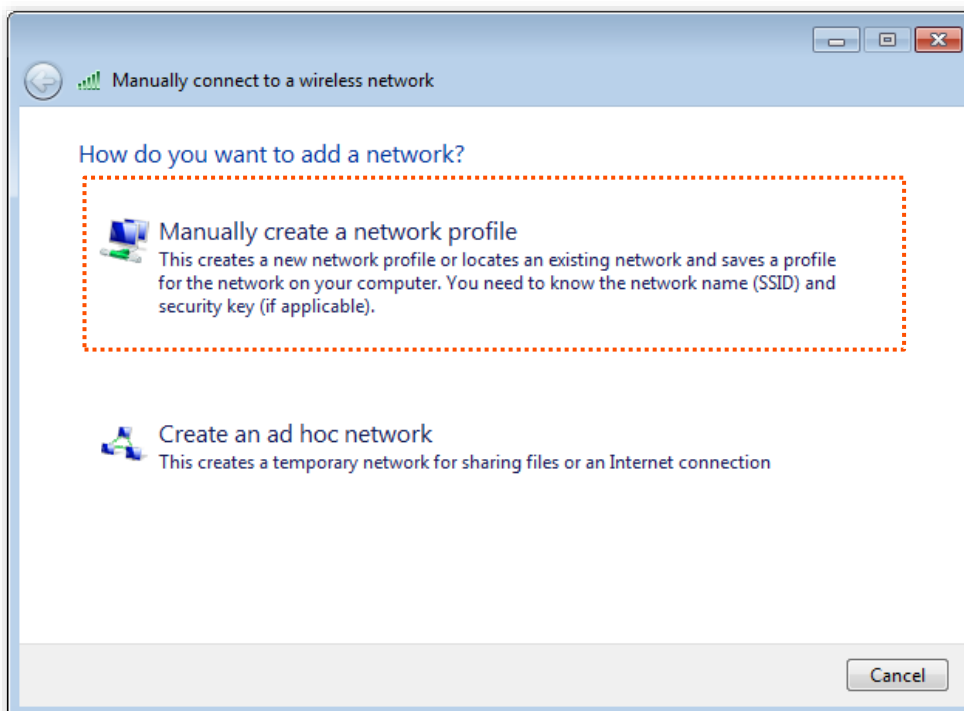 Manually connect to a wireless network
How do you want to add a network?
Manually create a network profile
This creates a new network profile or locates an existing network and saves a profile
for the network on your computer. You need to know the network name (SSID) and
security key (if applicable).
Create an ad hoc network
This creates a temporary network for sharing files or an Internet connection
Cancel